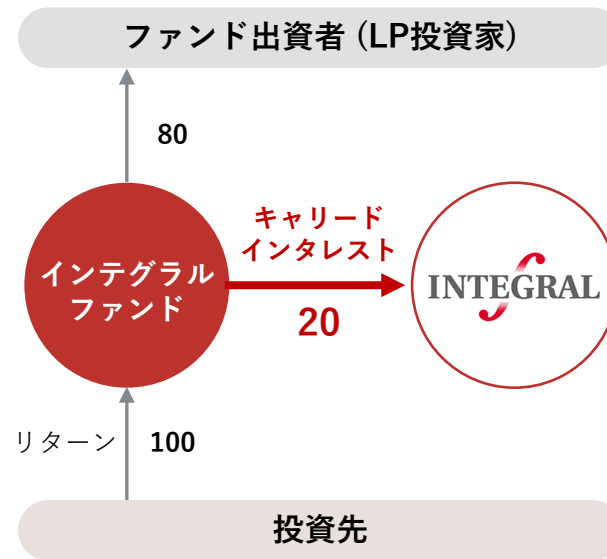 ファンド出資者 (LP投資家)
80
キャリード
インタレスト
インテグラル
ファンド
INTEGRAL
20
リターン 100
投資先